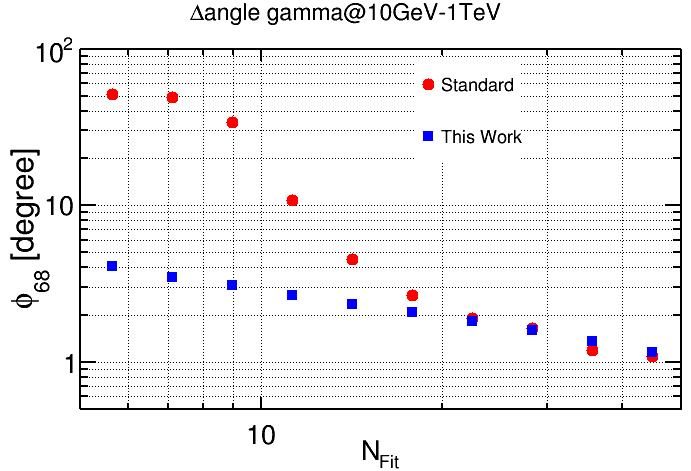 Δangle gamma@10GeV-1TeV
10²
Standard
This Work
10
1
ϕ68 [degree]
10
NFit